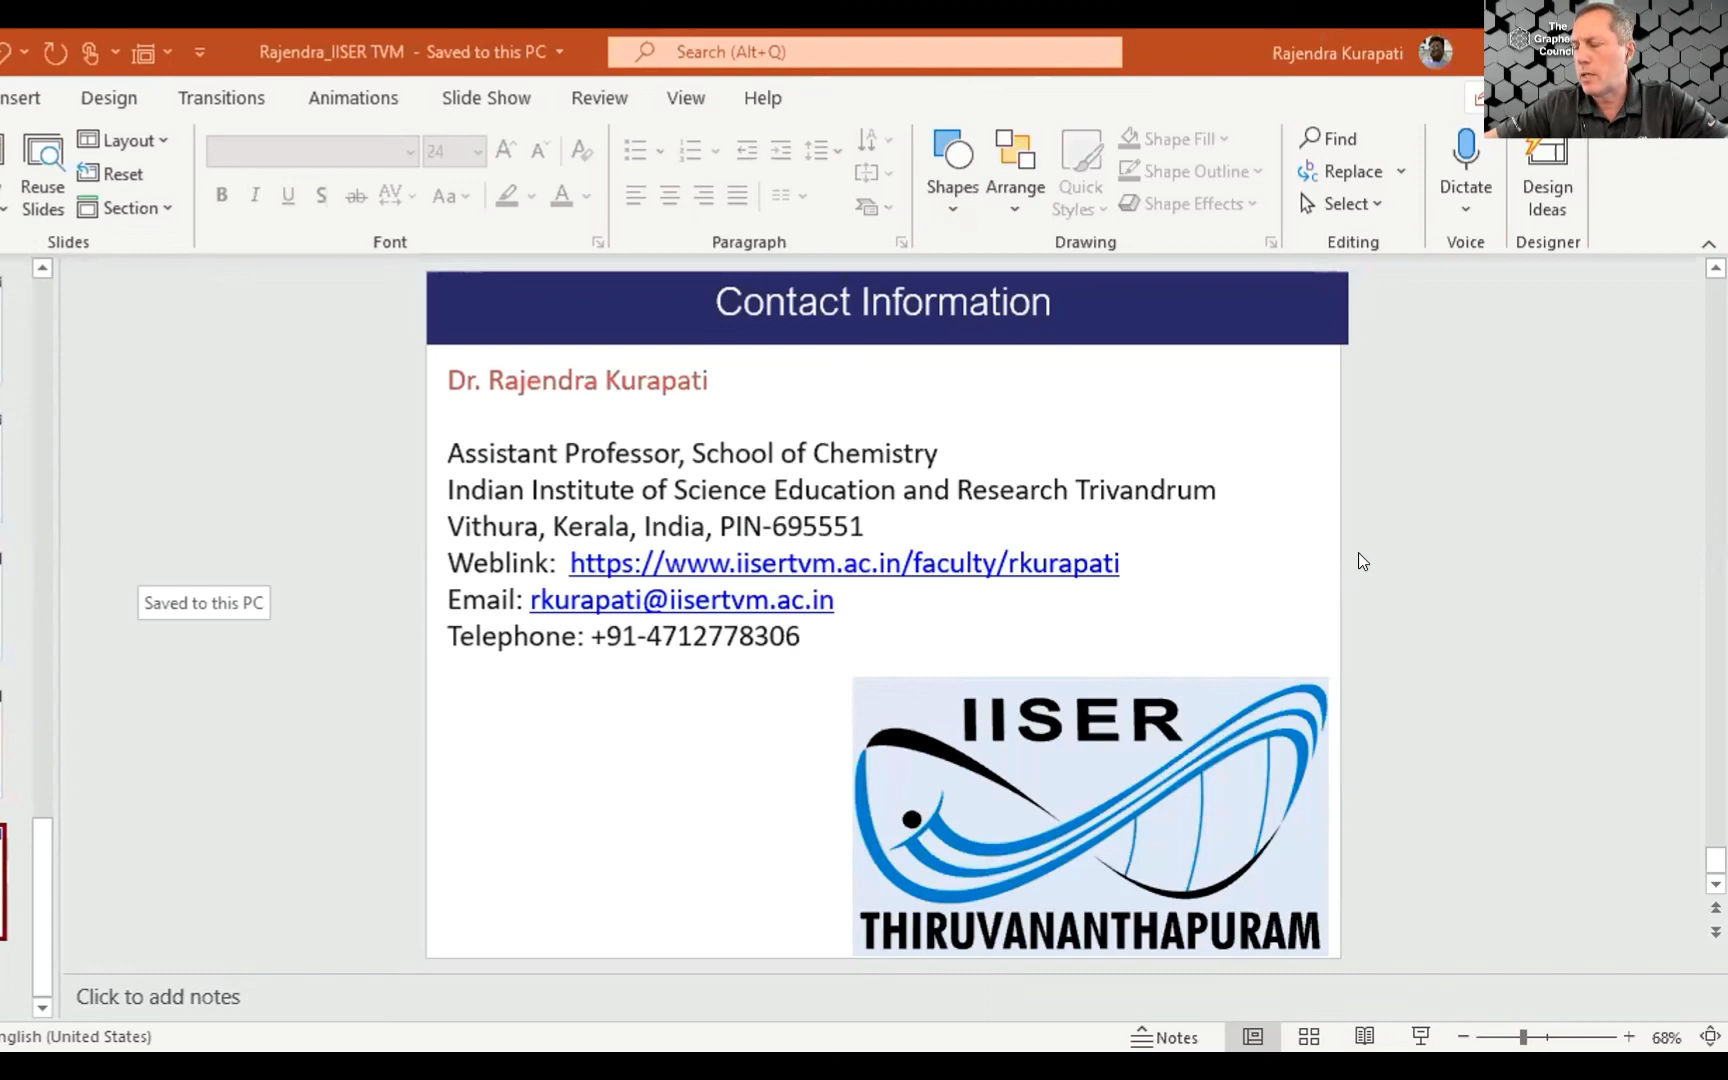 Rajendra_IISER TVM - Saved to this PC
Search (Alt+Q)
Rajendra Kurapati
The
Graphe
Counci
nsert
Design
Transitions
Animations
Slide Show
Review
View
Help
Reuse
Slides
Layout
Reset
Section
Slides
24
B I U S ab AV Aa A
Font
Paragraph
Shapes
Arrange
Quick
Styles
Shape Fill
Shape Outline
Shape Effects
Drawing
Find
Replace
Select
Editing
Dictate
Voice
Design
Ideas
Designer
Contact Information
Dr. Rajendra Kurapati
Assistant Professor, School of Chemistry
Indian Institute of Science Education and Research Trivandrum
Vithura, Kerala, India, PIN-695551
Weblink: https://www.iisertvm.ac.in/faculty/rkurapati
Email: rkurapati@iisertvm.ac.in
Telephone: +91-4712778306
Saved to this PC
IISER
THIRUVANANTHAPURAM
Click to add notes
nglish (United States)
Notes
68%